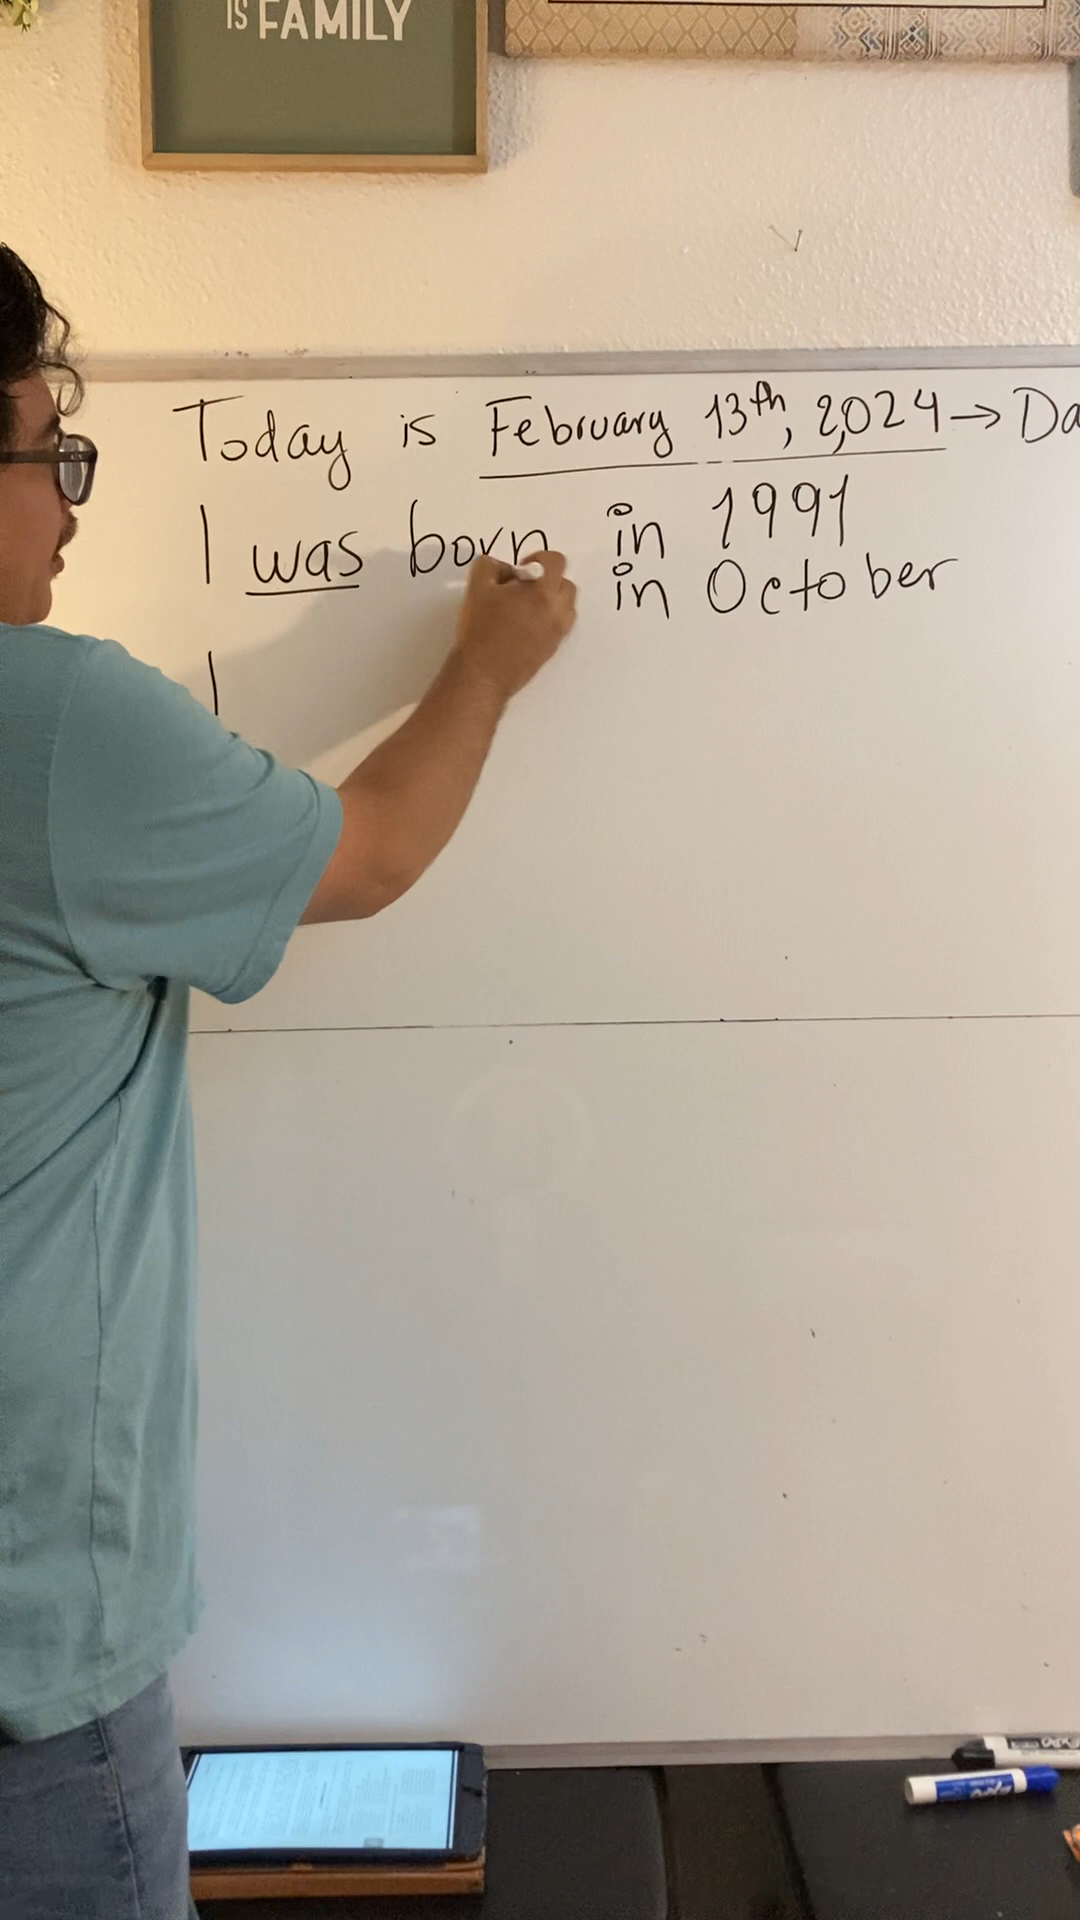 IS FAMILY
Today is February 13th, 2,024 → Da
I was born in 1991
in October
I